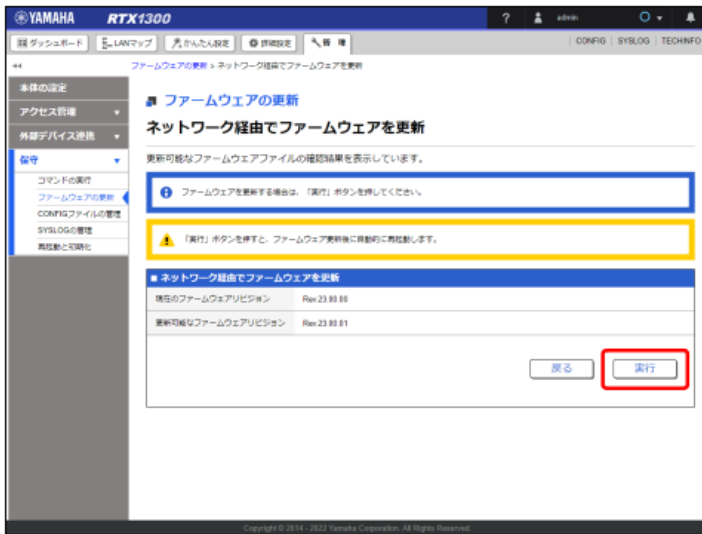 YAMAHA RTX1300 ? admin
ダッシュボード LANマップ かんたん設定 詳細設定 管理 CONFIG | SYSLOG | TECHINFO
ファームウェアの更新 > ネットワーク経由でファームウェアを更新
本体の設定
アクセス管理
外部デバイス連携
保守
コマンドの実行
ファームウェアの更新
CONFIGファイルの管理
SYSLOGの管理
再起動と初期化
ファームウェアの更新
ネットワーク経由でファームウェアを更新
更新可能なファームウェアファイルの確認結果を表示しています。
ファームウェアを更新する場合は、「実行」ボタンを押してください。
「実行」ボタンを押すと、ファームウェア更新後に自動的に再起動します。
■ ネットワーク経由でファームウェアを更新
現在のファームウェアリビジョン Rev.23.00.00
更新可能なファームウェアリビジョン Rev.23.00.01
戻る 実行
Copyright © 2014 - 2022 Yamaha Corporation. All Rights Reserved.